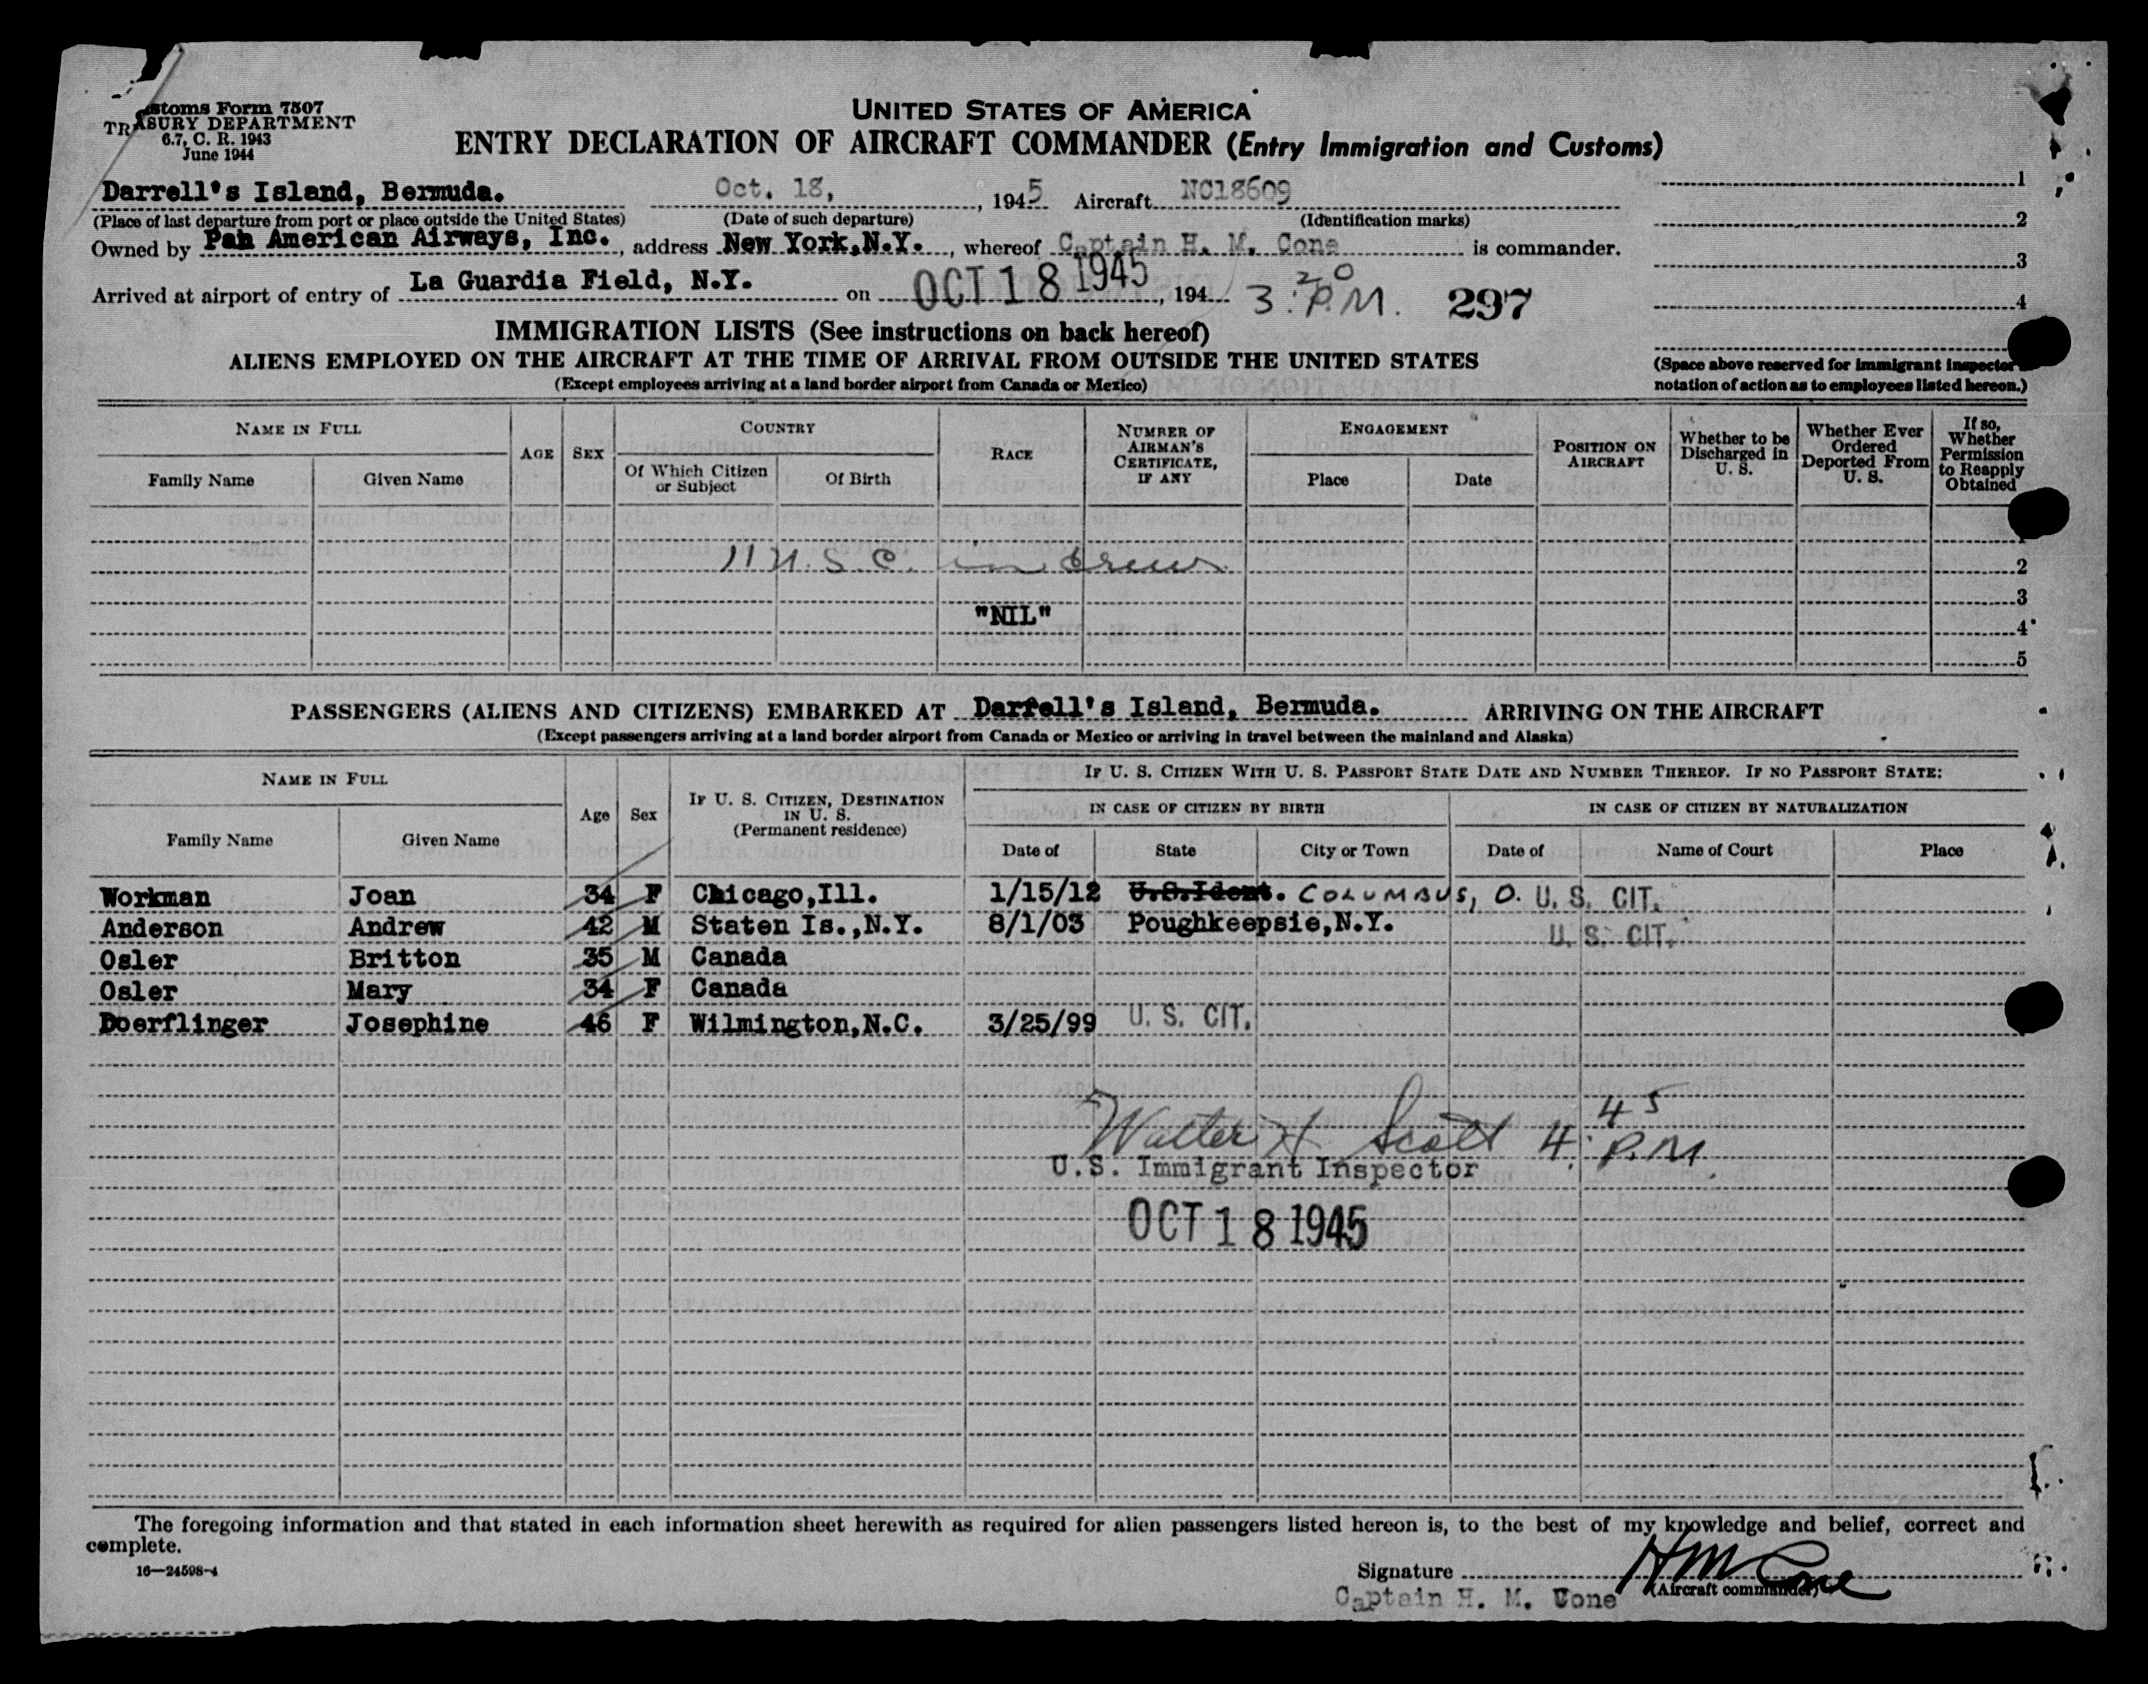 stoms Form 7507
TREASURY DEPARTMENT
6.7, C. R. 1943
June 1944
UNITED STATES OF AMERICA
ENTRY DECLARATION OF AIRCRAFT COMMANDER (Entry Immigration and Customs)
Darrell's Island, Bermuda. Oct. 18, , 1945 Aircraft NC18609 1
(Place of last departure from port or place outside the United States) (Date of such departure) (Identification marks) 2
Owned by Pan American Airways, Inc. , address New York,N.Y. , whereof Captain H. M. Cone is commander. 3
Arrived at airport of entry of La Guardia Field, N.Y. on OCT 18 1945 , 194 3:20 P.M. 297 4
IMMIGRATION LISTS (See instructions on back hereof)
ALIENS EMPLOYED ON THE AIRCRAFT AT THE TIME OF ARRIVAL FROM OUTSIDE THE UNITED STATES
(Except employees arriving at a land border airport from Canada or Mexico)
(Space above reserved for immigrant inspector
notation of action as to employees listed hereon.)
NAME IN FULL AGE SEX COUNTRY RACE NUMBER OF AIRMAN'S CERTIFICATE, IF ANY ENGAGEMENT POSITION ON AIRCRAFT Whether to be Discharged in U. S. Whether Ever Ordered Deported From U. S. If so, Whether Permission to Reapply Obtained
Family Name Given Name Of Which Citizen or Subject Of Birth Place Date
11 U.S.C. in crew 2
3
"NIL" 4
5
PASSENGERS (ALIENS AND CITIZENS) EMBARKED AT Darrell's Island, Bermuda. ARRIVING ON THE AIRCRAFT
(Except passengers arriving at a land border airport from Canada or Mexico or arriving in travel between the mainland and Alaska)
NAME IN FULL Age Sex IF U. S. CITIZEN, DESTINATION IN U. S. (Permanent residence) IF U. S. CITIZEN WITH U. S. PASSPORT STATE DATE AND NUMBER THEREOF. IF NO PASSPORT STATE:
IN CASE OF CITIZEN BY BIRTH IN CASE OF CITIZEN BY NATURALIZATION
Family Name Given Name Date of State City or Town Date of Name of Court Place
Workman Joan 34 F Chicago,Ill. 1/15/12 U.S.Ident. COLUMBUS, O. U. S. CIT.
Anderson Andrew 42 M Staten Is.,N.Y. 8/1/03 Poughkeepsie,N.Y. U. S. CIT.
Osler Britton 35 M Canada
Osler Mary 34 F Canada
Doerflinger Josephine 46 F Wilmington,N.C. 3/25/99 U. S. CIT.
Walter H Scott 4:45 P.M.
U.S. Immigrant Inspector
OCT 18 1945
The foregoing information and that stated in each information sheet herewith as required for alien passengers listed hereon is, to the best of my knowledge and belief, correct and
complete.
16—24598-4
Signature HM Cone
(Aircraft commander)
Captain H. M. Cone